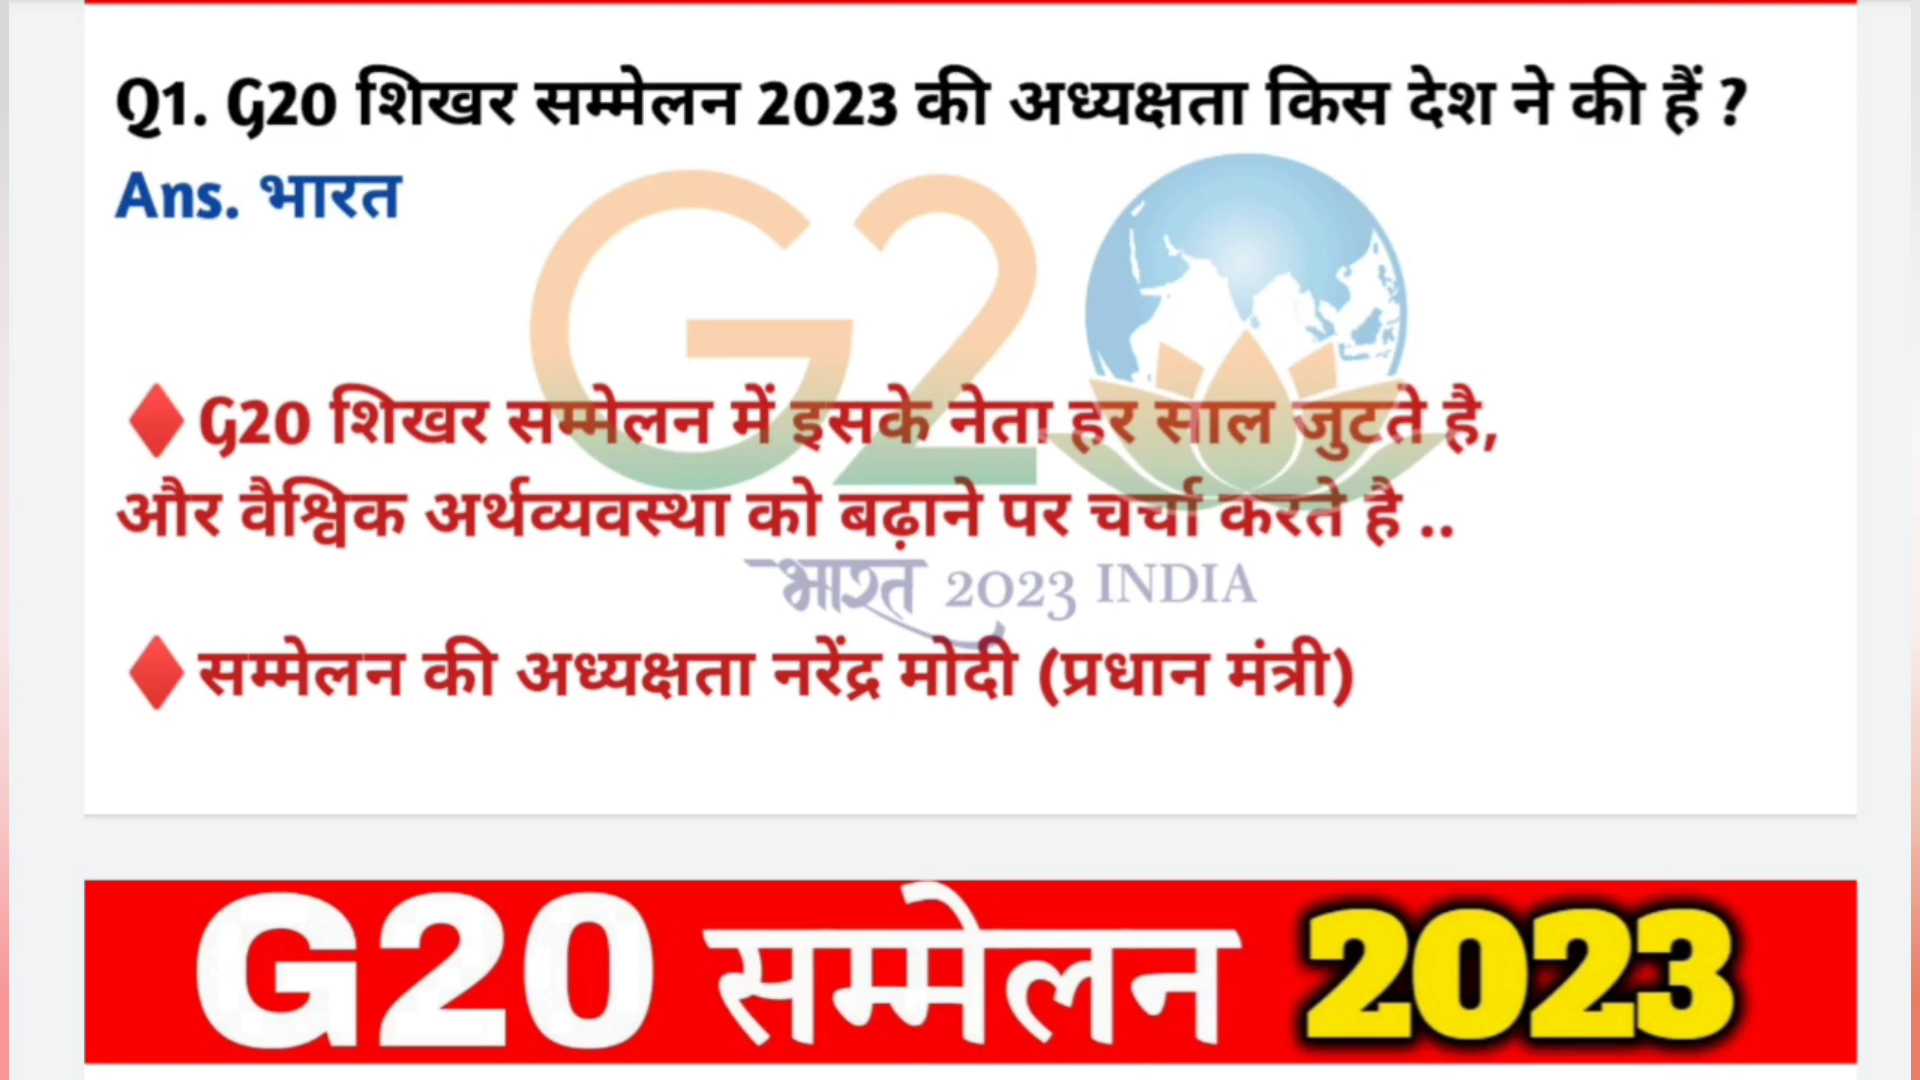 Q1. G20 शिखर सम्मेलन 2023 की अध्यक्षता किस देश ने की हैं ?
Ans. भारत
G20
♦️G20 शिखर सम्मेलन में इसके नेता हर साल जुटते है,
और वैश्विक अर्थव्यवस्था को बढ़ाने पर चर्चा करते है ..
भारत 2023 INDIA
♦️सम्मेलन की अध्यक्षता नरेंद्र मोदी (प्रधान मंत्री)
G20 सम्मेलन 2023